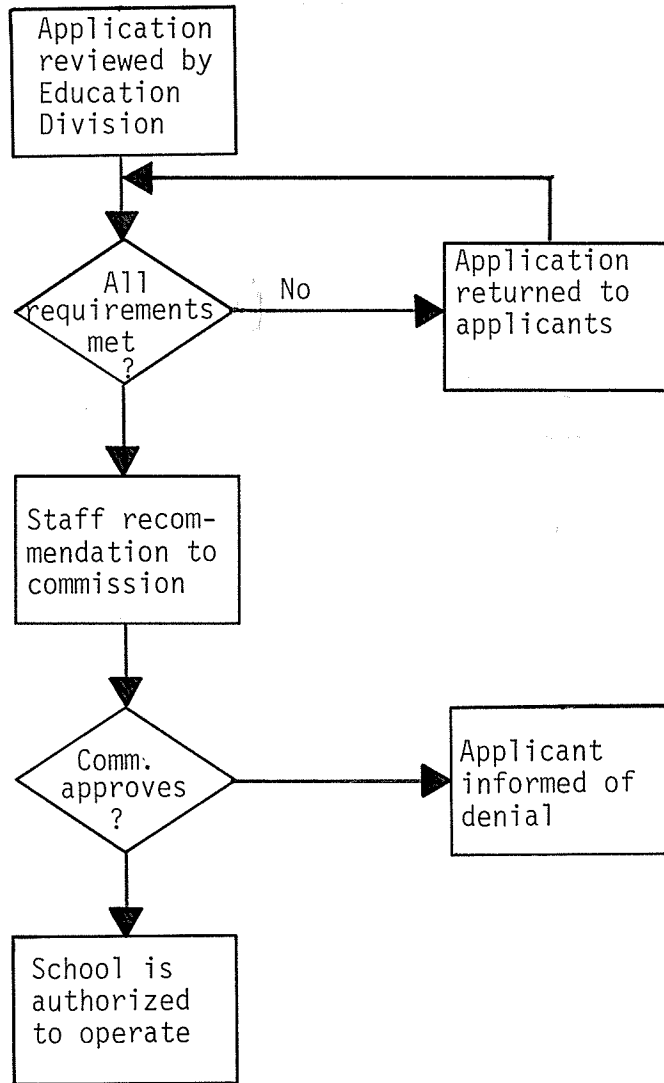 Application
reviewed by
Education
Division
All
requirements
met
?
No
Application
returned to
applicants
Staff recom-
mendation to
commission
Comm.
approves
?
Applicant
informed of
denial
School is
authorized
to operate